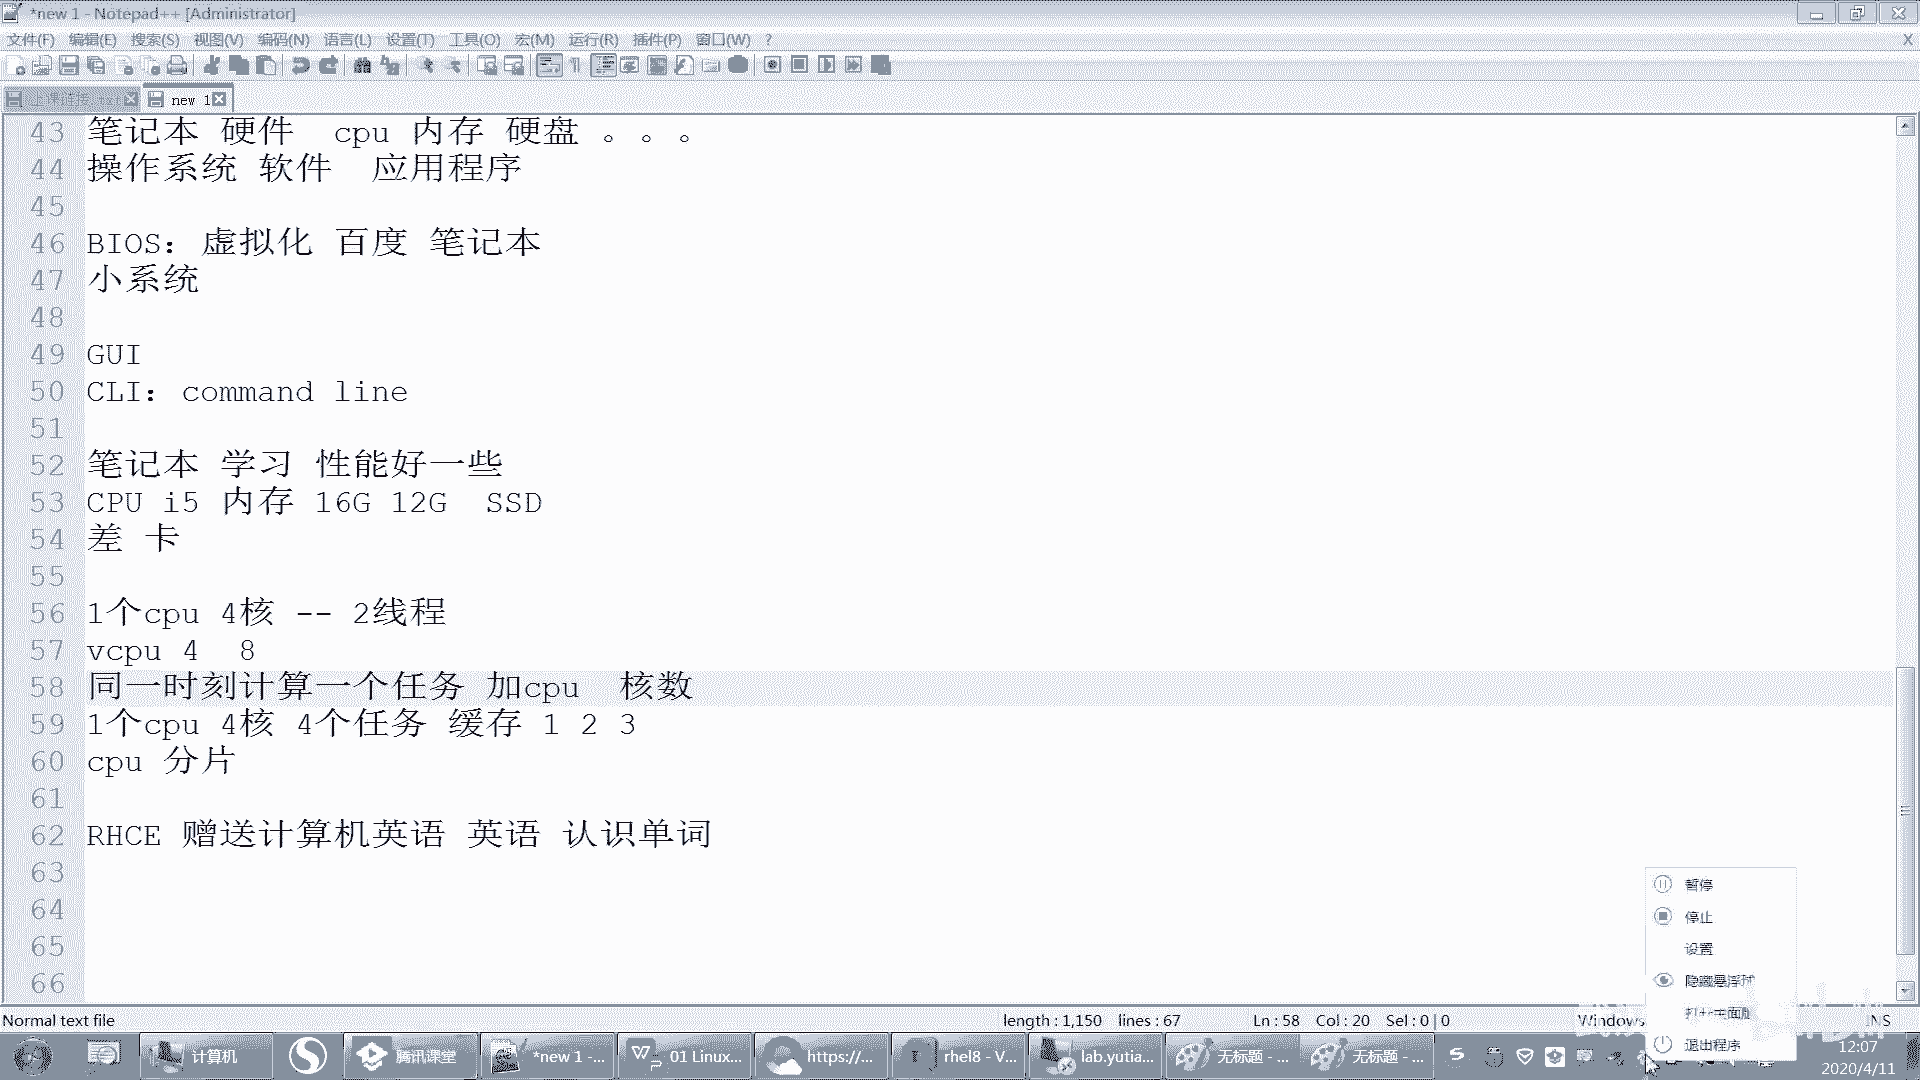 *new 1 - Notepad++ [Administrator]
文件(F) 编辑(E) 搜索(S) 视图(V) 编码(N) 语言(L) 设置(T) 工具(O) 宏(M) 运行(R) 插件(P) 窗口(W) ? X
上课连接.txt new 1
43 笔记本 硬件 cpu 内存 硬盘 。。。
44 操作系统 软件 应用程序
45
46 BIOS：虚拟化 百度 笔记本
47 小系统
48
49 GUI
50 CLI：command line
51
52 笔记本 学习 性能好一些
53 CPU i5 内存 16G 12G SSD
54 差 卡
55
56 1个cpu 4核 -- 2线程
57 vcpu 4 8
58 同一时刻计算一个任务 加cpu 核数
59 1个cpu 4核 4个任务 缓存 1 2 3
60 cpu 分片
61
62 RHCE 赠送计算机英语 英语 认识单词
63
64
65
66
暂停
停止
设置
隐藏悬浮球
退出程序
Normal text file length : 1,150 lines : 67 Ln : 58 Col : 20 Sel : 0 | 0 Windows INS
计算机 腾讯课堂 *new 1 -... 01 Linux... https://... rhel8 - V... lab.yutia... 无标题 - ... 无标题 - ...
12:07
2020/4/11